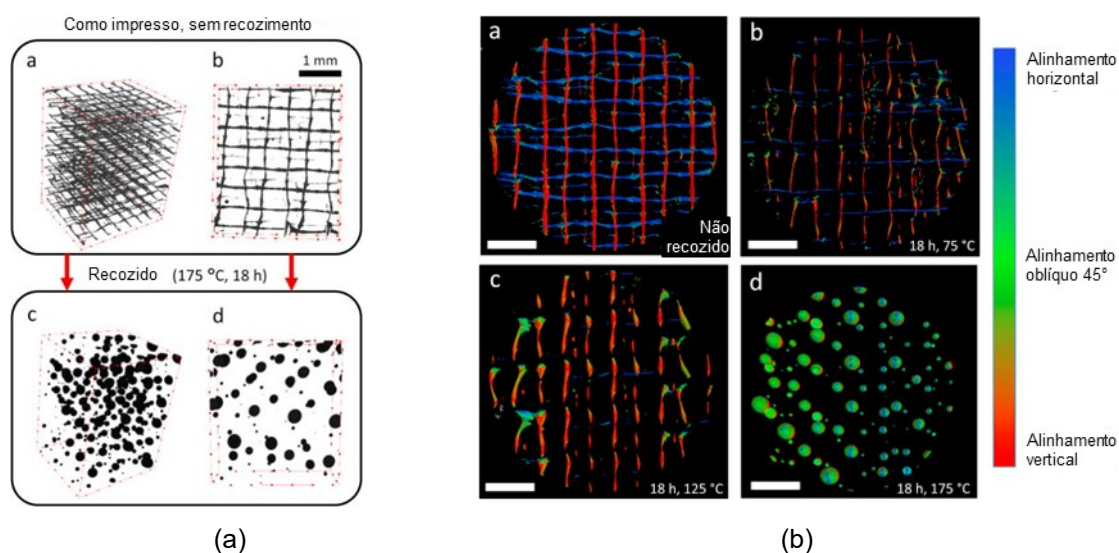 Como impresso, sem recozimento
a
b
1 mm
Recozido (175 °C, 18 h)
c
d
(a)
a
Não
recozido
b
18 h, 75 °C
c
18 h, 125 °C
d
18 h, 175 °C
Alinhamento
horizontal
Alinhamento
oblíquo 45°
Alinhamento
vertical
(b)